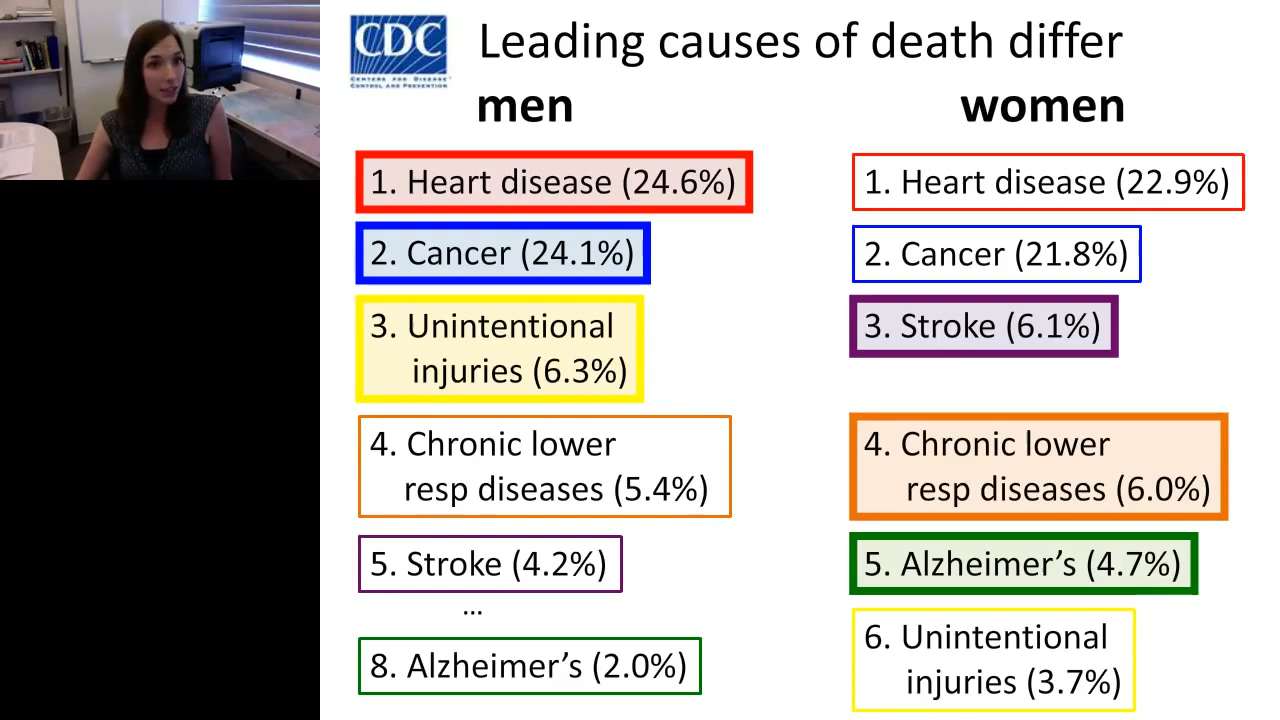 CDC
CENTERS FOR DISEASE
CONTROL AND PREVENTION
Leading causes of death differ
men
women
1. Heart disease (24.6%)
2. Cancer (24.1%)
3. Unintentional
injuries (6.3%)
4. Chronic lower
resp diseases (5.4%)
5. Stroke (4.2%)
...
8. Alzheimer’s (2.0%)
1. Heart disease (22.9%)
2. Cancer (21.8%)
3. Stroke (6.1%)
4. Chronic lower
resp diseases (6.0%)
5. Alzheimer’s (4.7%)
6. Unintentional
injuries (3.7%)